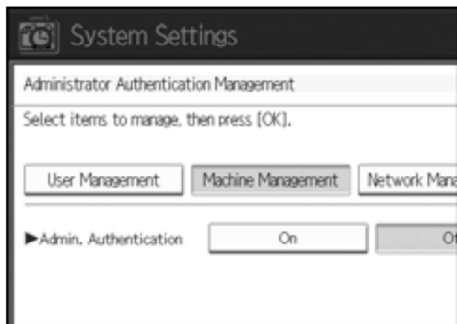 System Settings
Administrator Authentication Management
Select items to manage, then press [OK].
User Management Machine Management Network Mana
▶Admin. Authentication On Of